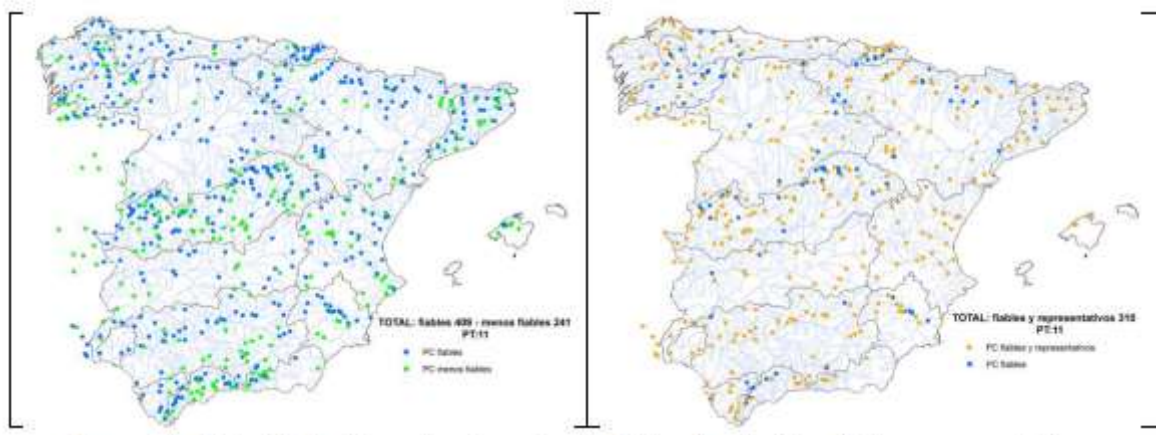 TOTAL: fiables 409 - menos fiables 241
PT:11
PC fiables
PC menos fiables
TOTAL: fiables y representativos 310
PT:11
PC fiables y representativos
PC fiables